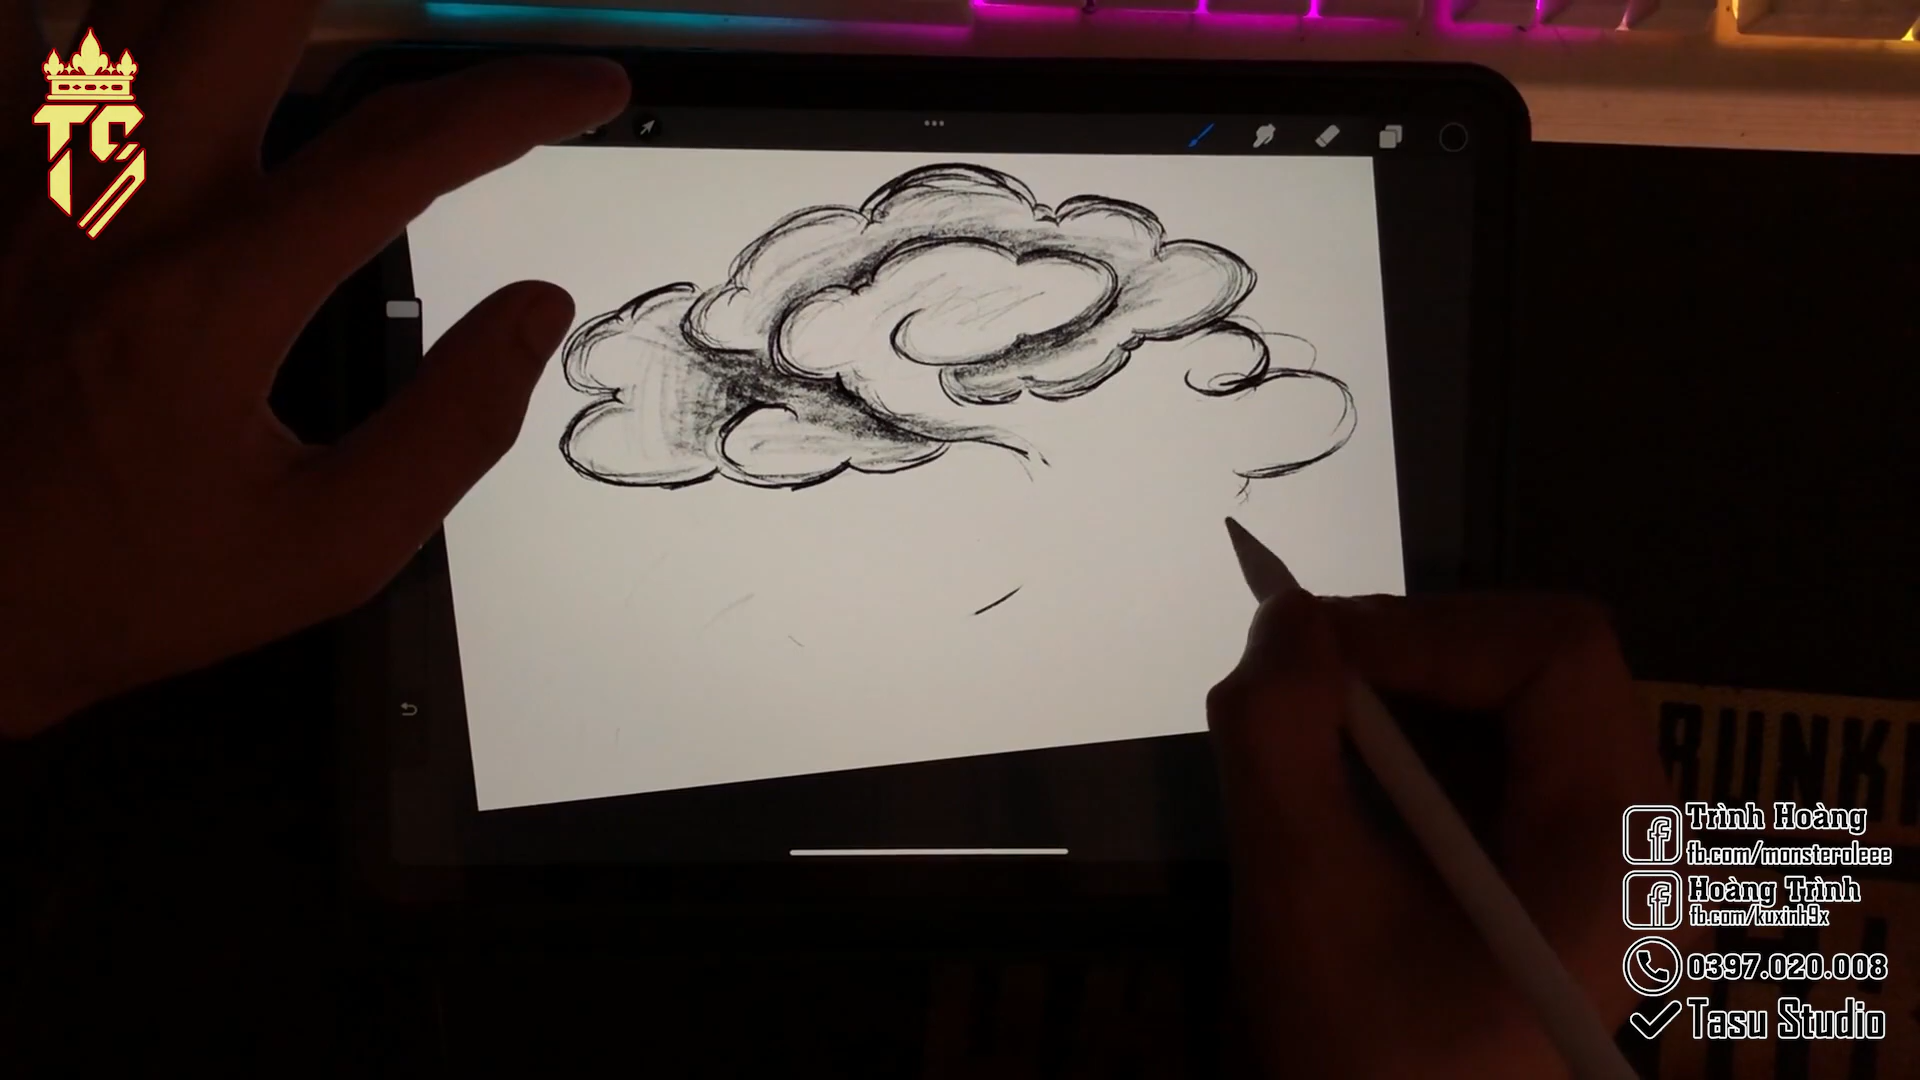 TS
Trình Hoàng
fb.com/monsteroleee
Hoàng Trình
fb.com/kuxinh9x
0397.020.008
Tasu Studio